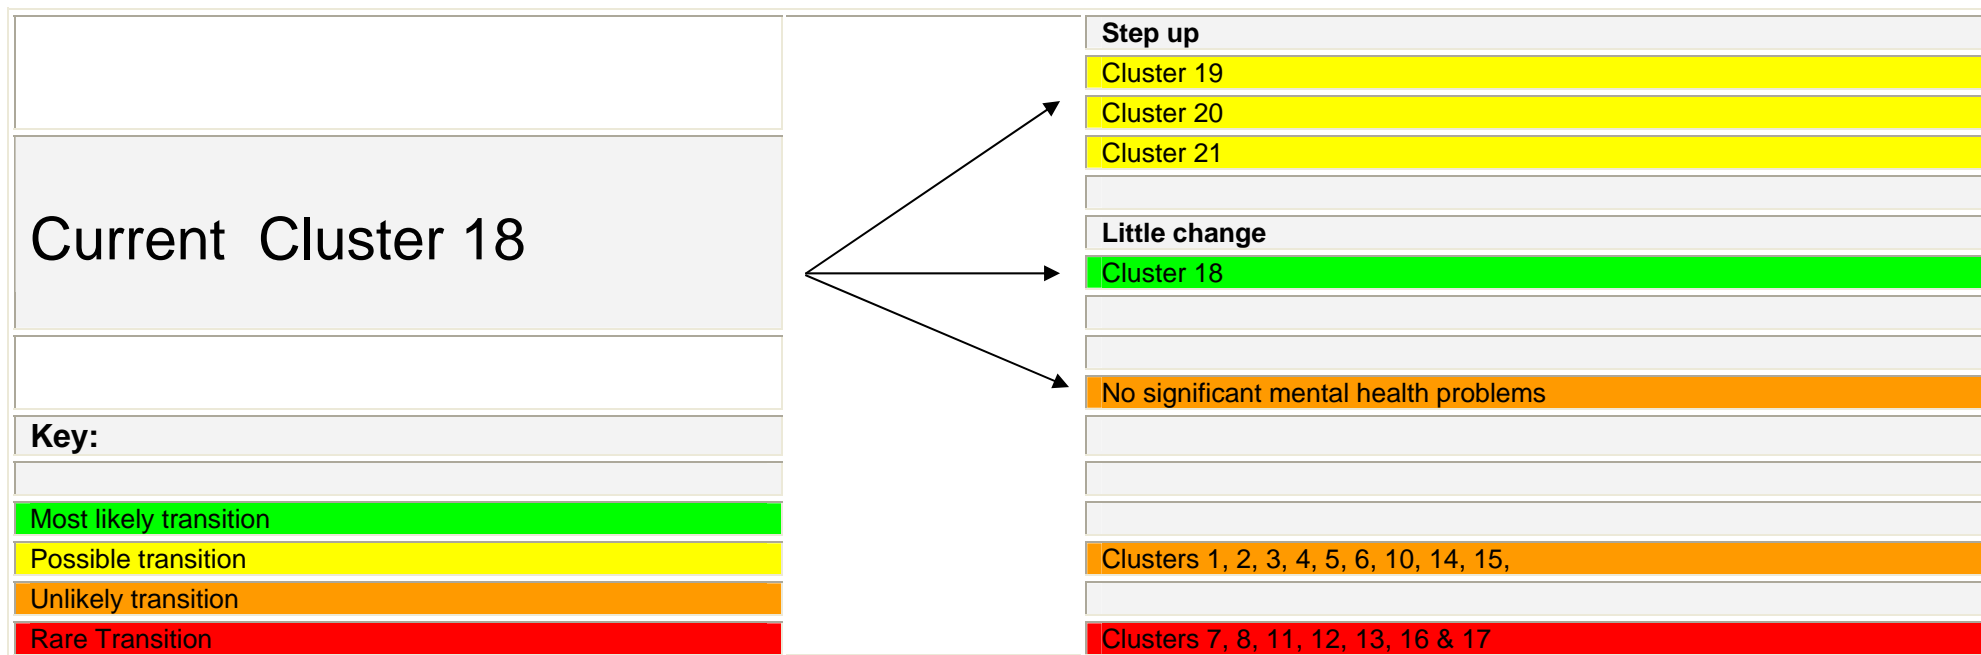 Step up
Cluster 19
Cluster 20
Cluster 21
Current  Cluster 18
Little change
Cluster 18
No significant mental health problems
Key:
Most likely transition
Possible transition
Clusters 1, 2, 3, 4, 5, 6, 10, 14, 15,
Unlikely transition
Rare Transition
Clusters 7, 8, 11, 12, 13, 16 & 17